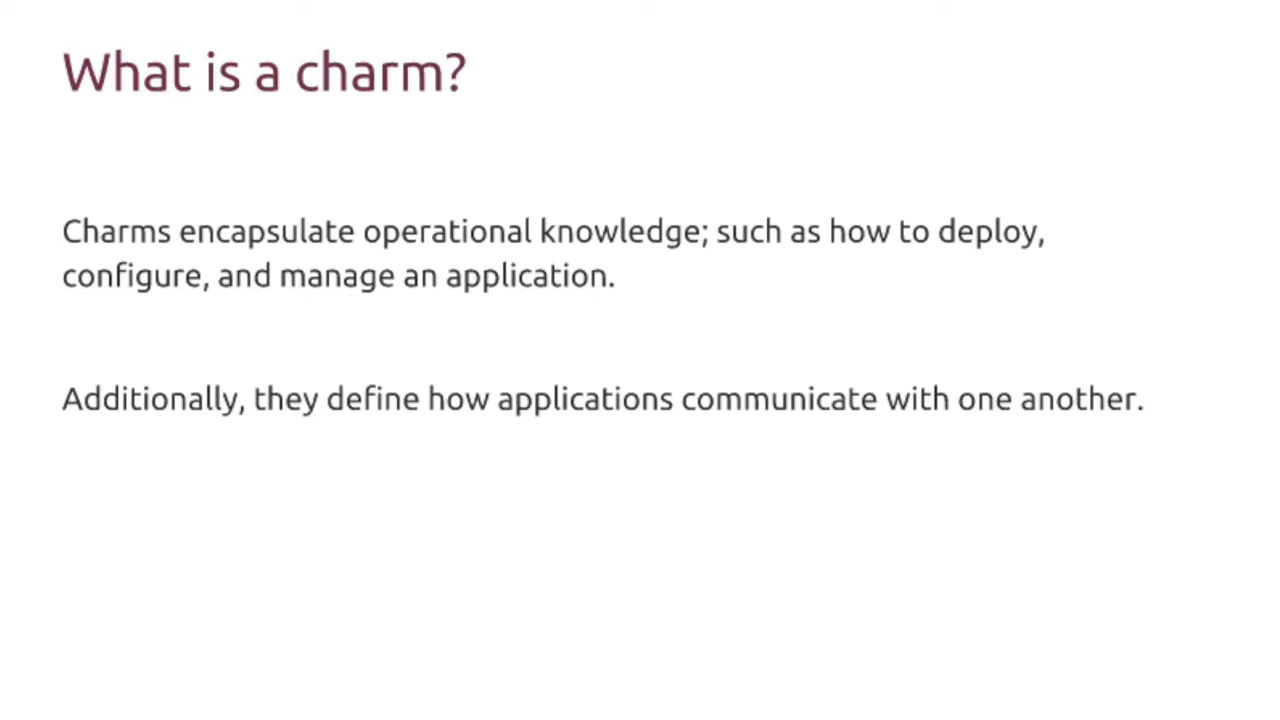 What is a charm?
Charms encapsulate operational knowledge; such as how to deploy,
configure, and manage an application.
Additionally, they define how applications communicate with one another.